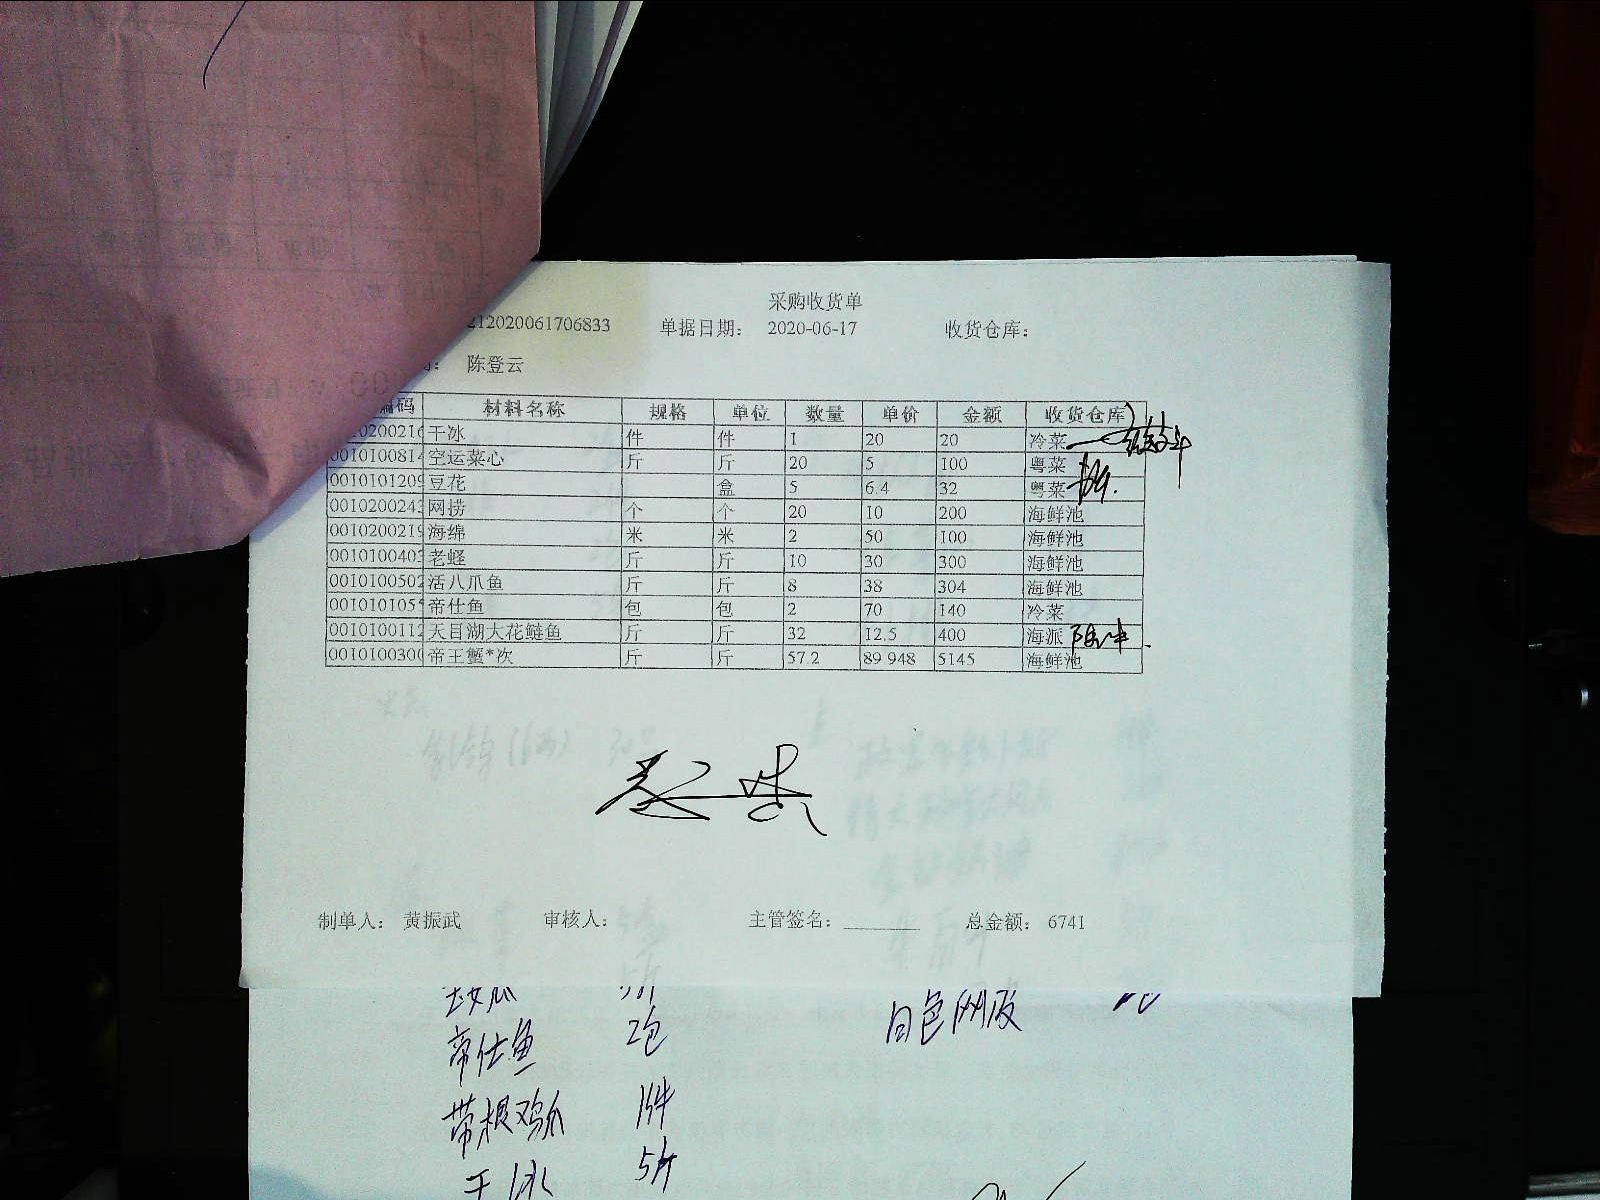 采购收货单
212020061706833 单据日期： 2020-06-17 收货仓库：
陈登云
编码 材料名称 规格 单位 数量 单价 金额 收货仓库
0200216 干冰 件 件 1 20 20 冷菜
0010100814 空运菜心 斤 斤 20 5 100 粤菜
0010101209 豆花 盒 5 6.4 32 粤菜
0010200243 网捞 个 个 20 10 200 海鲜池
0010200219 海绵 米 米 2 50 100 海鲜池
0010100403 老蛏 斤 斤 10 30 300 海鲜池
0010100502 活八爪鱼 斤 斤 8 38 304 海鲜池
001010105 帝仕鱼 包 包 2 70 140 冷菜
0010100112 天目湖大花鲢鱼 斤 斤 32 12.5 400 海派
0010100300 帝王蟹*次 斤 斤 57.2 89.948 5145 海鲜池
制单人： 黄振武 审核人： 主管签名： 总金额： 6741
白色网
帝仕鱼 2包
带根鸡爪 1件
干冰 5斤